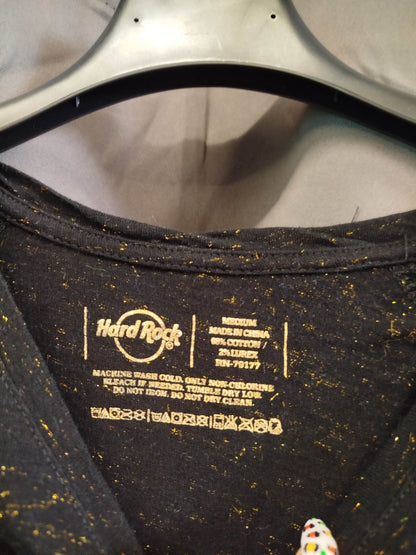 Hard Rock
MEDIUM
MADE IN CHINA
98% COTTON /
2% LUREX
RN-79177
MACHINE WASH COLD, ONLY NON-CHLORINE
BLEACH IF NEEDED. TUMBLE DRY LOW.
DO NOT IRON. DO NOT DRY CLEAN.